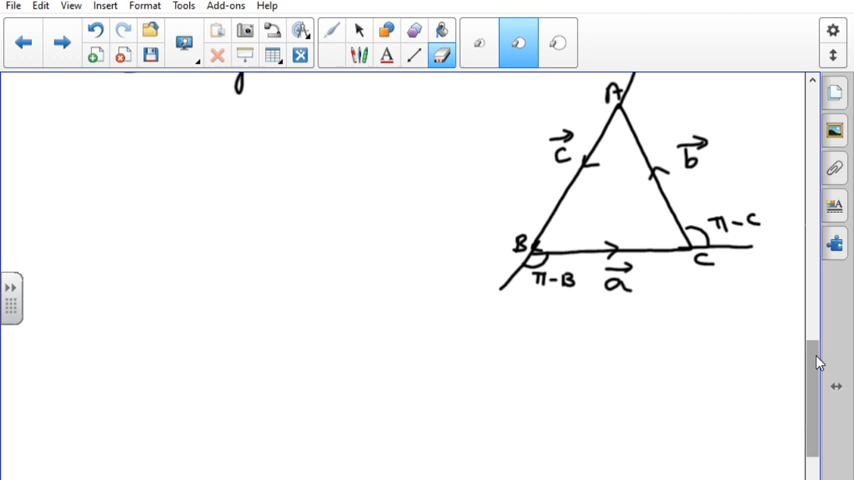 File Edit View Insert Format Tools Add-ons Help
A
c⃗
b⃗
π-C
B
C
π-B
a⃗